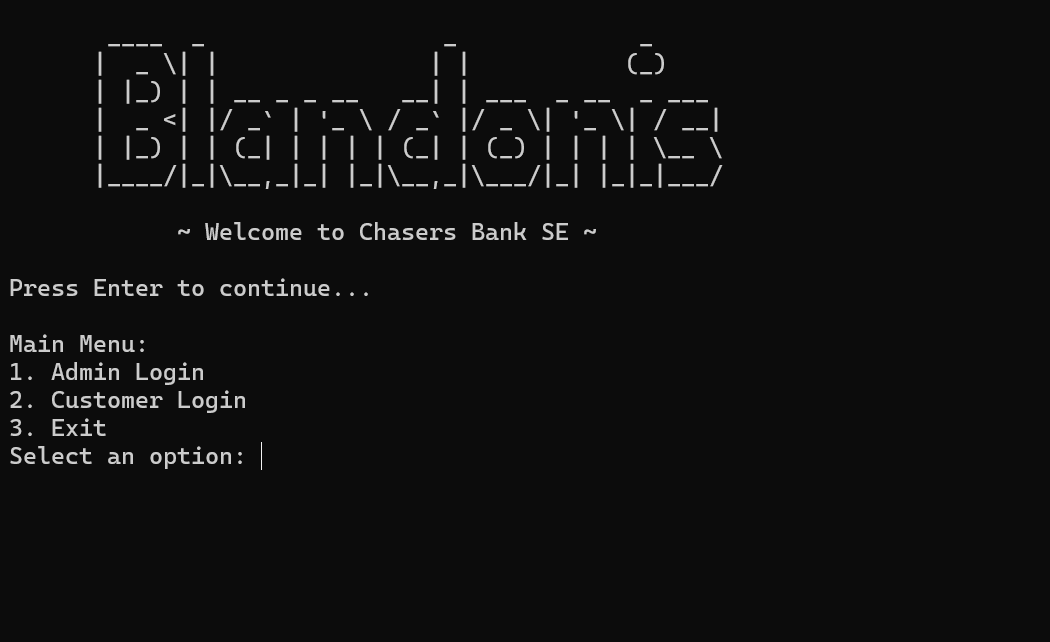 Blandonis
~ Welcome to Chasers Bank SE ~
Press Enter to continue...
Main Menu:
1. Admin Login
2. Customer Login
3. Exit
Select an option: